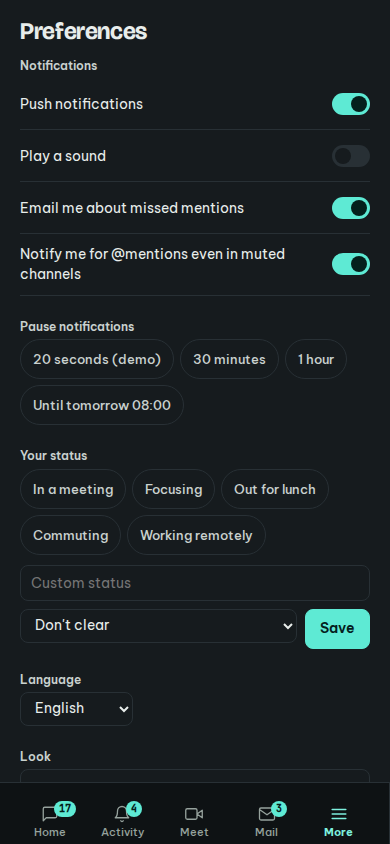 Preferences
Notifications
Push notifications
Play a sound
Email me about missed mentions
Notify me for @mentions even in muted
channels
Pause notifications
20 seconds (demo) 30 minutes 1 hour
Until tomorrow 08:00
Your status
In a meeting Focusing Out for lunch
Commuting Working remotely
Custom status
Don't clear Save
Language
English
Look
17 4 3
Home Activity Meet Mail More